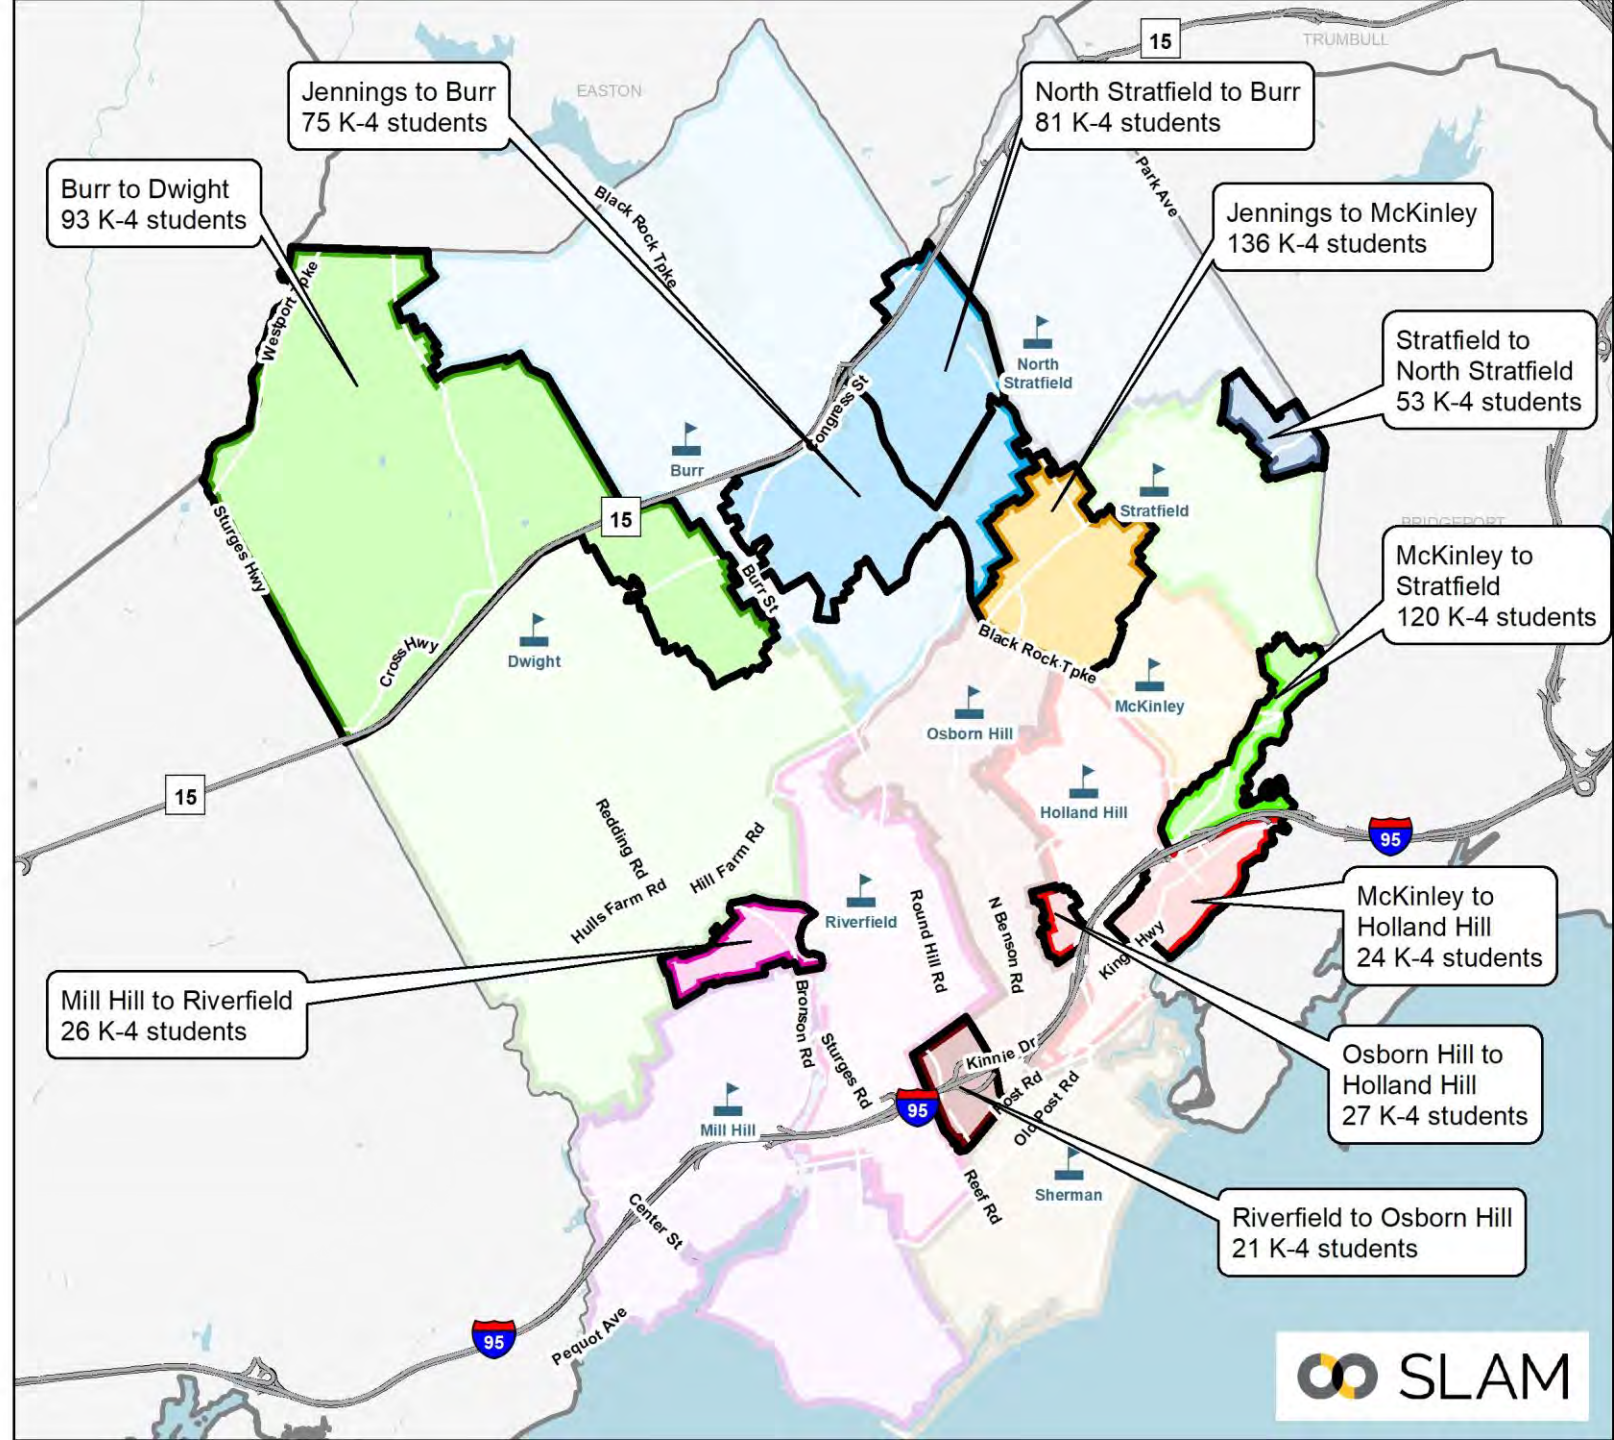 15
TRUMBULL
EASTON
Jennings to Burr
75 K-4 students
North Stratfield to Burr
81 K-4 students
Burr to Dwight
93 K-4 students
Jennings to McKinley
136 K-4 students
Stratfield to
North Stratfield
53 K-4 students
McKinley to
Stratfield
120 K-4 students
McKinley to
Holland Hill
24 K-4 students
Osborn Hill to
Holland Hill
27 K-4 students
Riverfield to Osborn Hill
21 K-4 students
Mill Hill to Riverfield
26 K-4 students
Park Ave
Black Rock Tpke
Westport Tpke
Congress St
North
Stratfield
Burr
Stratfield
15
BRIDGEPORT
Sturges Hwy
Burr St
Cross Hwy
Dwight
Black Rock Tpke
McKinley
Osborn Hill
Holland Hill
15
95
Redding Rd
Hill Farm Rd
Hulls Farm Rd
Riverfield
Round Hill Rd
N Benson Rd
Hwy
Bronson Rd
Sturges Rd
Kinnie Dr
Post Rd
Old Post Rd
95
Mill Hill
Sherman
Reef Rd
Center St
Pequot Ave
95
SLAM